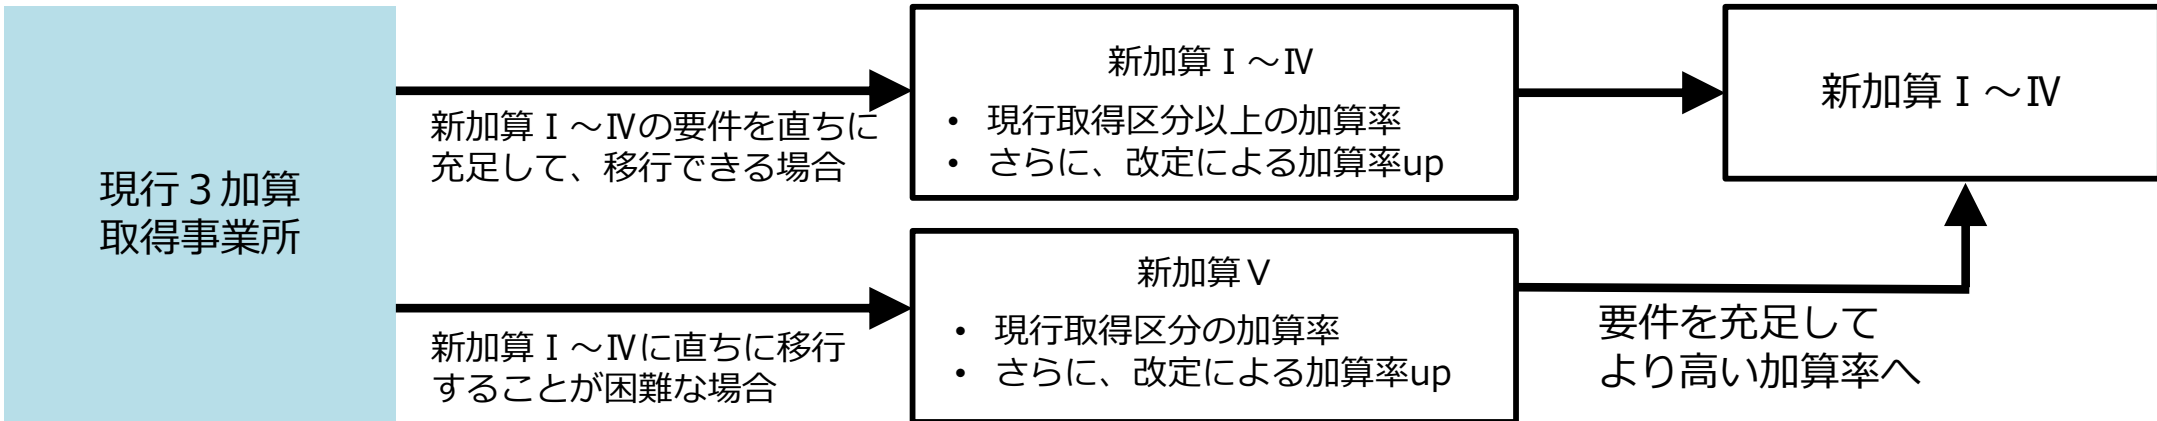 現行３加算
取得事業所
新加算Ⅰ～Ⅳの要件を直ちに
充足して、移行できる場合
新加算Ⅰ～Ⅳに直ちに移行
することが困難な場合
新加算Ⅰ～Ⅳ
• 現行取得区分以上の加算率
• さらに、改定による加算率up
新加算Ⅴ
• 現行取得区分の加算率
• さらに、改定による加算率up
要件を充足して
より高い加算率へ
新加算Ⅰ～Ⅳ